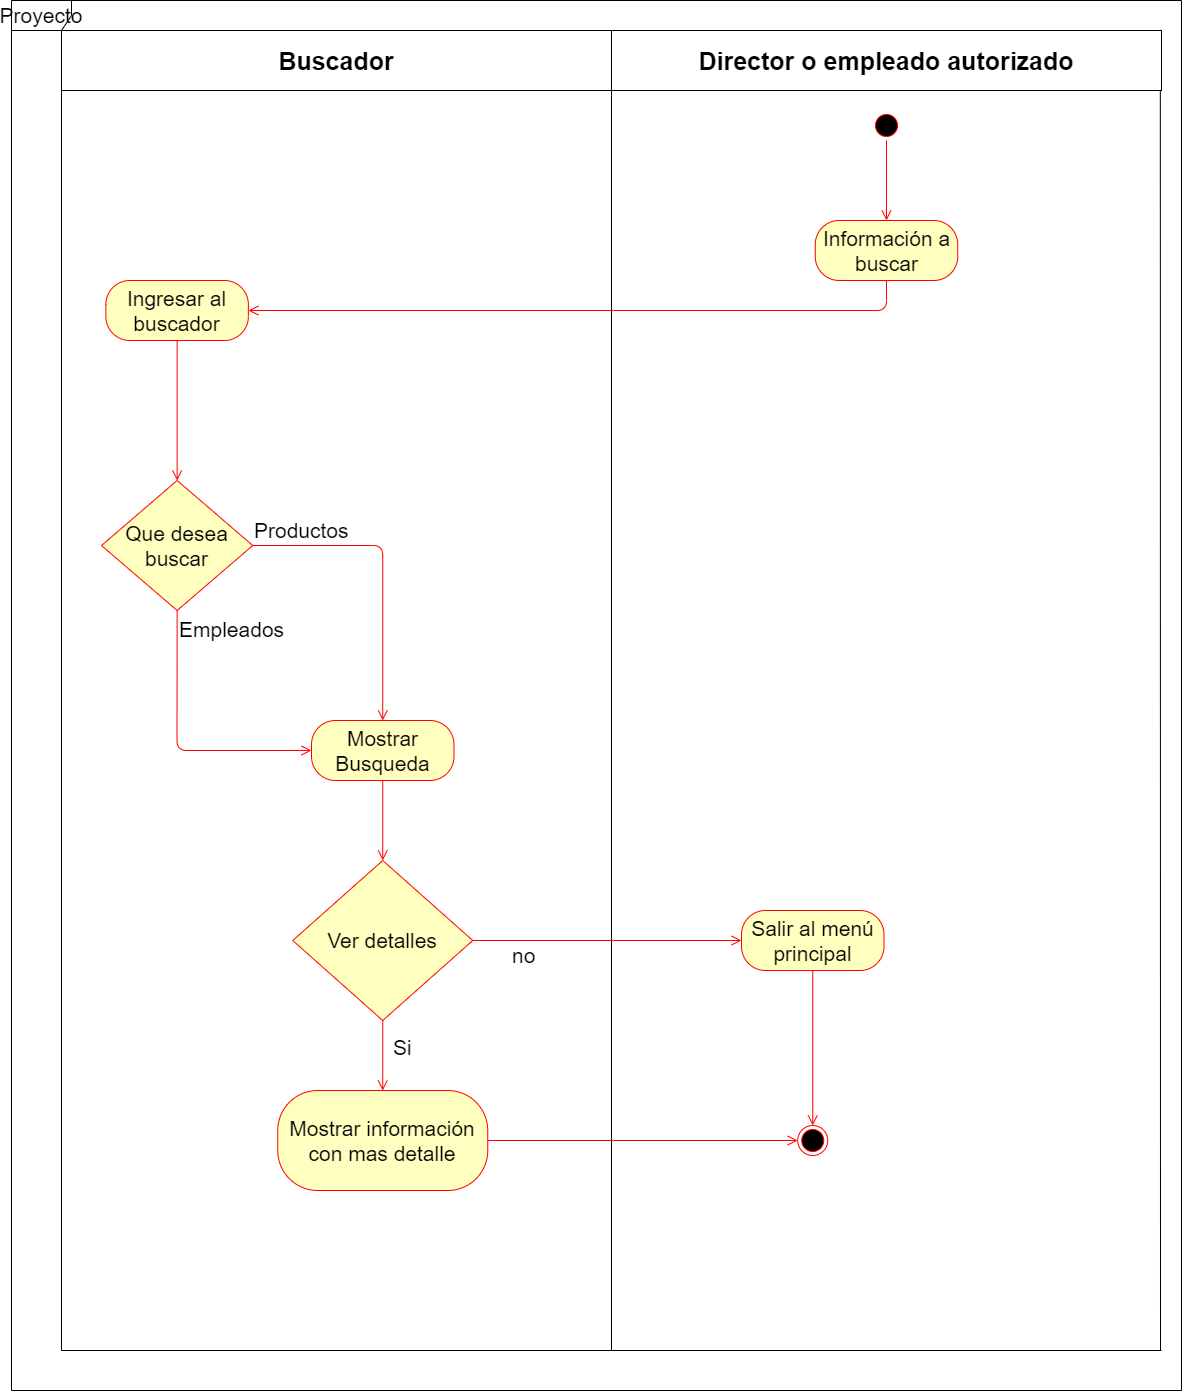 Proyecto
Buscador
Director o empleado autorizado
Información a
buscar
Ingresar al
buscador
Que desea
buscar
Productos
Empleados
Mostrar
Busqueda
Ver detalles
no
Salir al menú
principal
Si
Mostrar información
con mas detalle